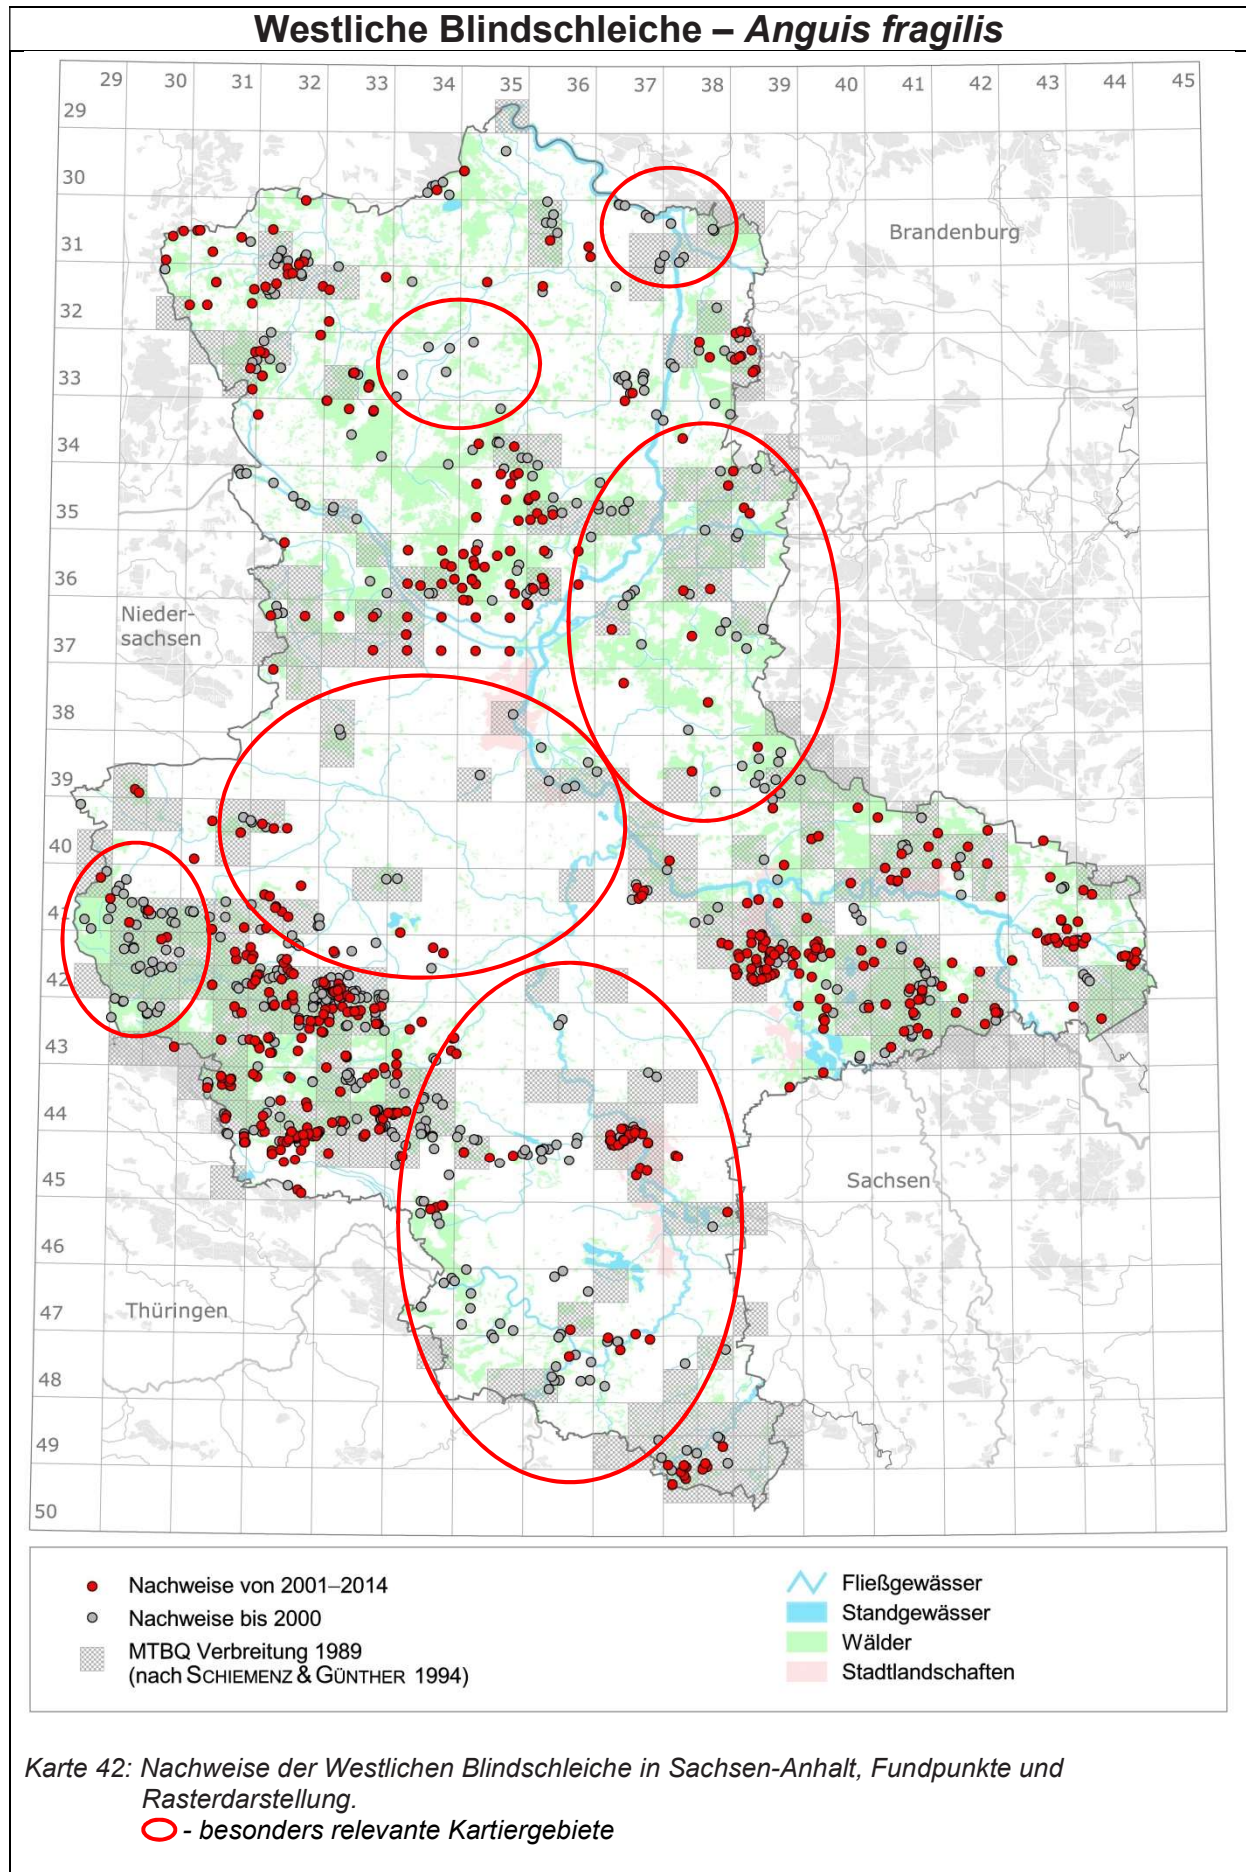 Westliche Blindschleiche – Anguis fragilis
29 30 31 32 33 34 35 36 37 38 39 40 41 42 43 44 45
29
30
31
Brandenburg
32
33
34
35
36
Nieder-
sachsen
37
38
39
40
41
42
43
44
45
Sachsen
46
47
Thüringen
48
49
50
Nachweise von 2001–2014
Nachweise bis 2000
MTBQ Verbreitung 1989
(nach SCHIEMENZ & GÜNTHER 1994)
Fließgewässer
Standgewässer
Wälder
Stadtlandschaften
Karte 42: Nachweise der Westlichen Blindschleiche in Sachsen-Anhalt, Fundpunkte und
Rasterdarstellung.
- besonders relevante Kartiergebiete